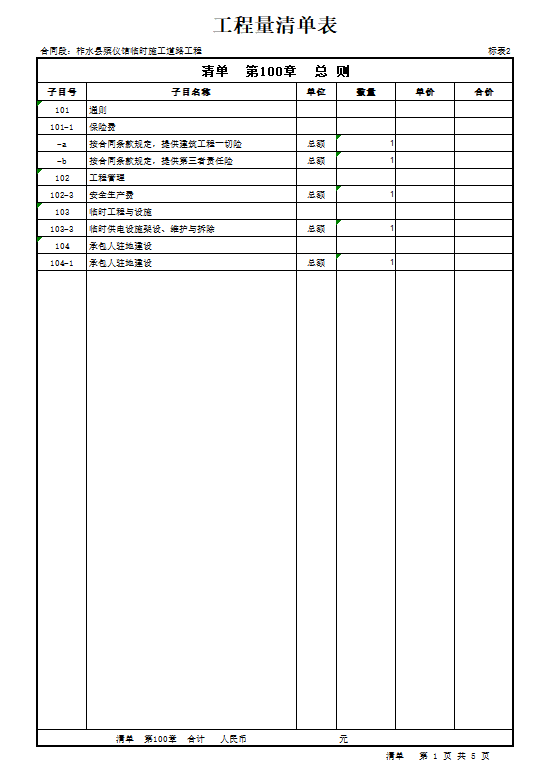 工程量清单表
合同段：柞水县殡仪馆临时施工道路工程 标表2
清单 第100章 总 则
子目号 子目名称 单位 数量 单价 合价
101 通则
101-1 保险费
-a 按合同条款规定，提供建筑工程一切险 总额 1
-b 按合同条款规定，提供第三者责任险 总额 1
102 工程管理
102-3 安全生产费 总额 1
103 临时工程与设施
103-3 临时供电设施架设、维护与拆除 总额 1
104 承包人驻地建设
104-1 承包人驻地建设 总额 1
清单 第100章 合计 人民币 元
清单 第 1 页 共 5 页